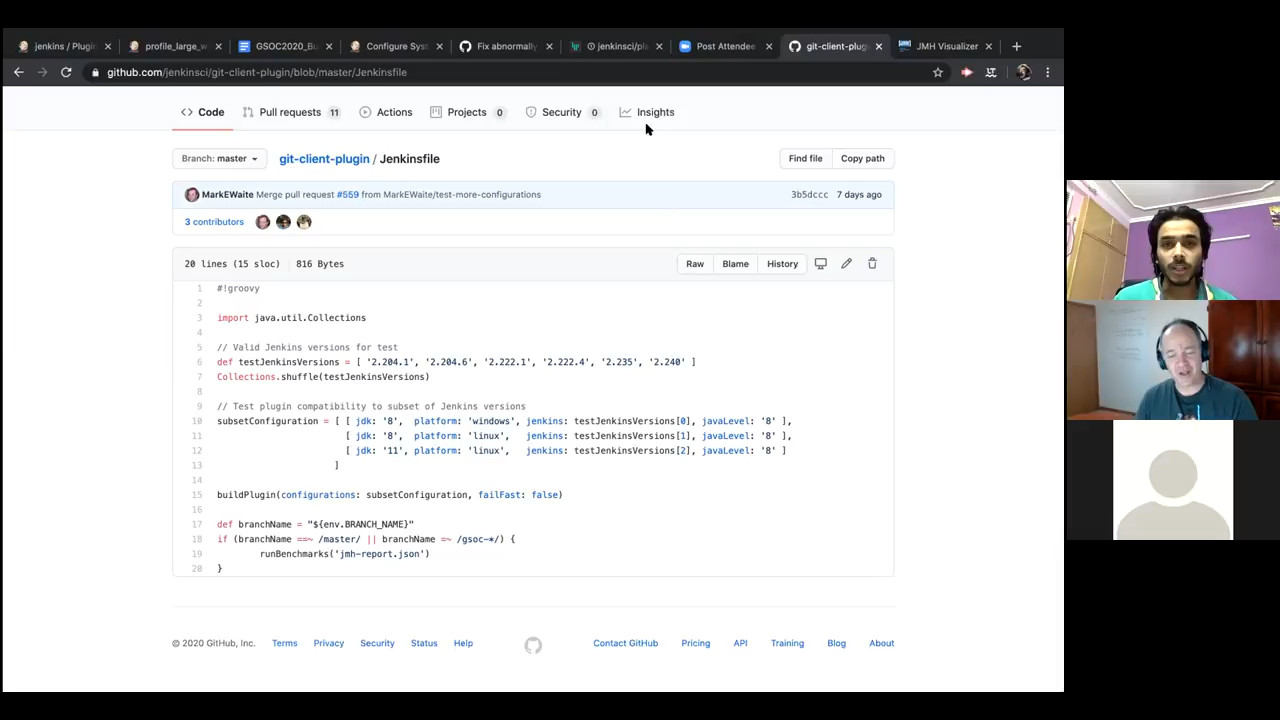 jenkins / Plugin
profile_large_w
GSOC2020_Bu
Configure Sys
Fix abnormally
jenkinsci/pl
Post Attendee
git-client-plug
JMH Visualizer
github.com/jenkinsci/git-client-plugin/blob/master/Jenkinsfile
Code
Pull requests 11
Actions
Projects 0
Security 0
Insights
Branch: master
git-client-plugin / Jenkinsfile
Find file
Copy path
MarkEWaite Merge pull request #559 from MarkEWaite/test-more-configurations
3b5dccc 7 days ago
3 contributors
20 lines (15 sloc) | 816 Bytes
Raw
Blame
History
1 #!groovy
2
3 import java.util.Collections
4
5 // Valid Jenkins versions for test
6 def testJenkinsVersions = [ '2.204.1', '2.204.6', '2.222.1', '2.222.4', '2.235', '2.240' ]
7 Collections.shuffle(testJenkinsVersions)
8
9 // Test plugin compatibility to subset of Jenkins versions
10 subsetConfiguration = [ [ jdk: '8', platform: 'windows', jenkins: testJenkinsVersions[0], javaLevel: '8' ],
11 [ jdk: '8', platform: 'linux', jenkins: testJenkinsVersions[1], javaLevel: '8' ],
12 [ jdk: '11', platform: 'linux', jenkins: testJenkinsVersions[2], javaLevel: '8' ]
13 ]
14
15 buildPlugin(configurations: subsetConfiguration, failFast: false)
16
17 def branchName = "${env.BRANCH_NAME}"
18 if (branchName ==~ /master/ || branchName =~ /gsoc-*/) {
19 runBenchmarks('jmh-report.json')
20 }
© 2020 GitHub, Inc.
Terms
Privacy
Security
Status
Help
Contact GitHub
Pricing
API
Training
Blog
About